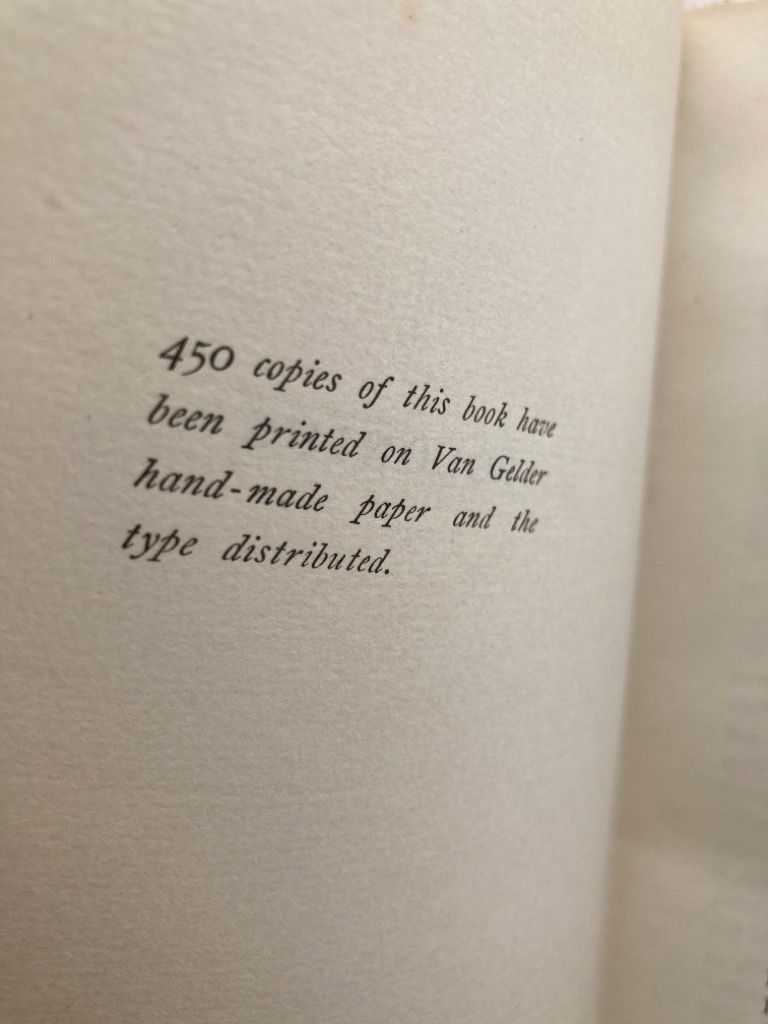 450 copies of this book have
been printed on Van Gelder
hand-made paper and the
type distributed.